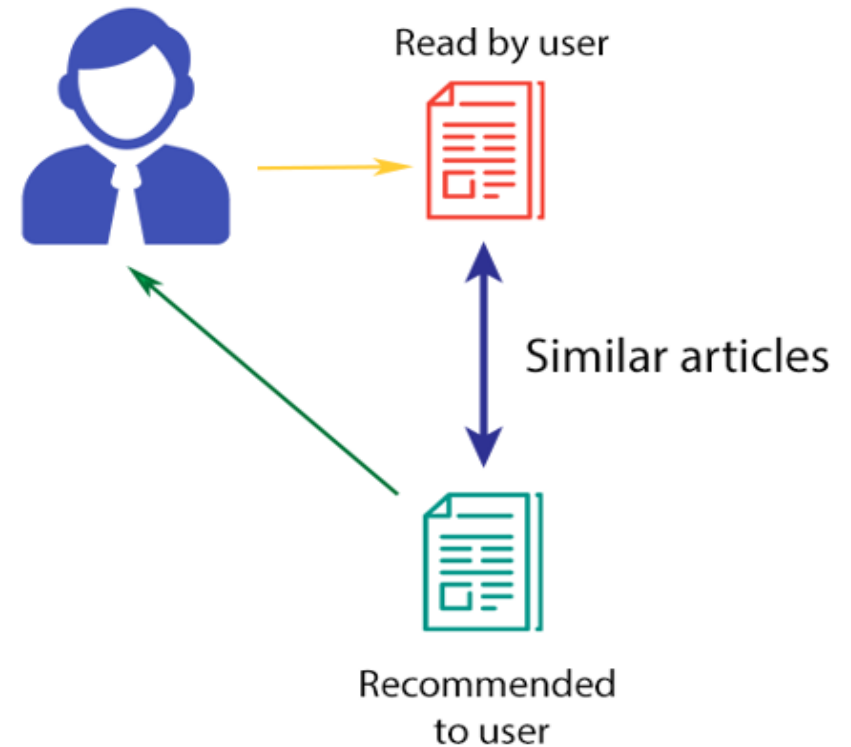 Read by user
Similar articles
Recommended
to user